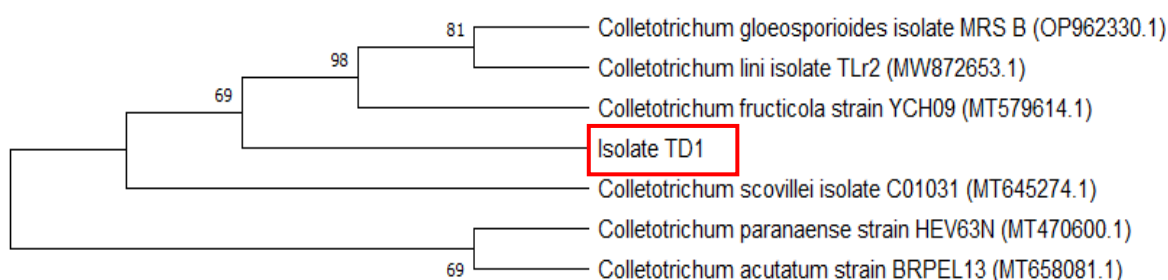 81
Colletotrichum gloeosporioides isolate MRS B (OP962330.1)
98
Colletotrichum lini isolate TLr2 (MW872653.1)
69
Colletotrichum fructicola strain YCH09 (MT579614.1)
Isolate TD1
Colletotrichum scovillei isolate C01031 (MT645274.1)
Colletotrichum paranaense strain HEV63N (MT470600.1)
69
Colletotrichum acutatum strain BRPEL13 (MT658081.1)